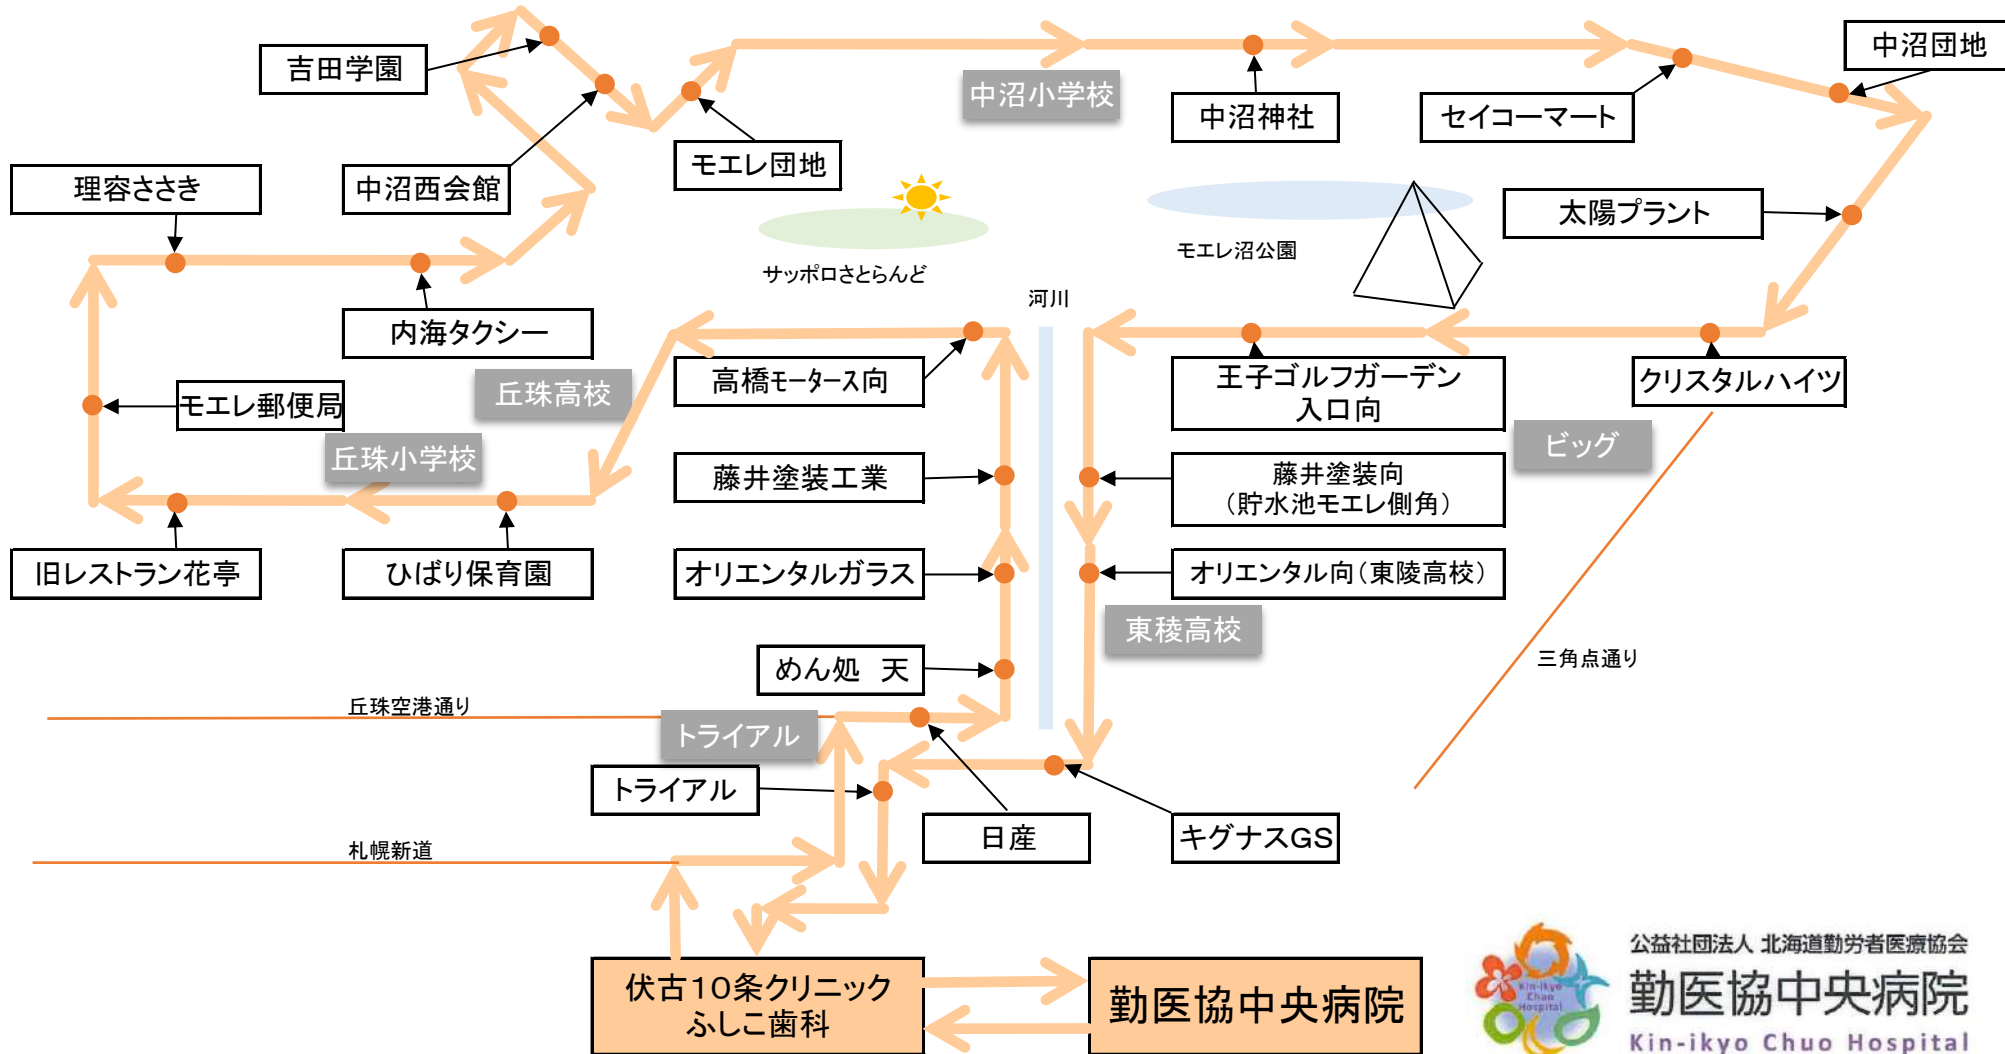 中沼団地
吉田学園
中沼小学校
中沼神社
セイコーマート
モエレ団地
理容ささき
中沼西会館
太陽プラント
モエレ沼公園
サッポロさとらんど
河川
内海タクシー
高橋モータース向
王子ゴルフガーデン
入口向
クリスタルハイツ
丘珠高校
モエレ郵便局
ビッグ
丘珠小学校
藤井塗装工業
藤井塗装向
（貯水池モエレ側角）
旧レストラン花亭
ひばり保育園
オリエンタルガラス
オリエンタル向（東陵高校）
東稜高校
めん処　天
三角点通り
丘珠空港通り
トライアル
トライアル
日産
キグナスGS
札幌新道
伏古10条クリニック
ふしこ歯科
勤医協中央病院
Kin-ikyo
Chuo
Hospital
公益社団法人 北海道勤労者医療協会
勤医協中央病院
Kin-ikyo Chuo Hospital